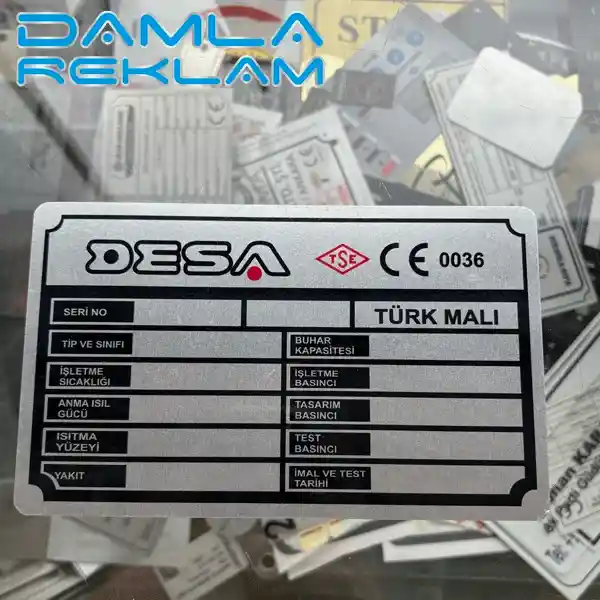 DAMLA
REKLAM
DESA TSE CE 0036
SERİ NO TÜRK MALI
TİP VE SINIFI BUHAR KAPASİTESİ
İŞLETME SICAKLIĞI İŞLETME BASINCI
ANMA ISIL GÜCÜ TASARIM BASINCI
ISITMA YÜZEYİ TEST BASINCI
YAKIT İMAL VE TEST TARİHİ